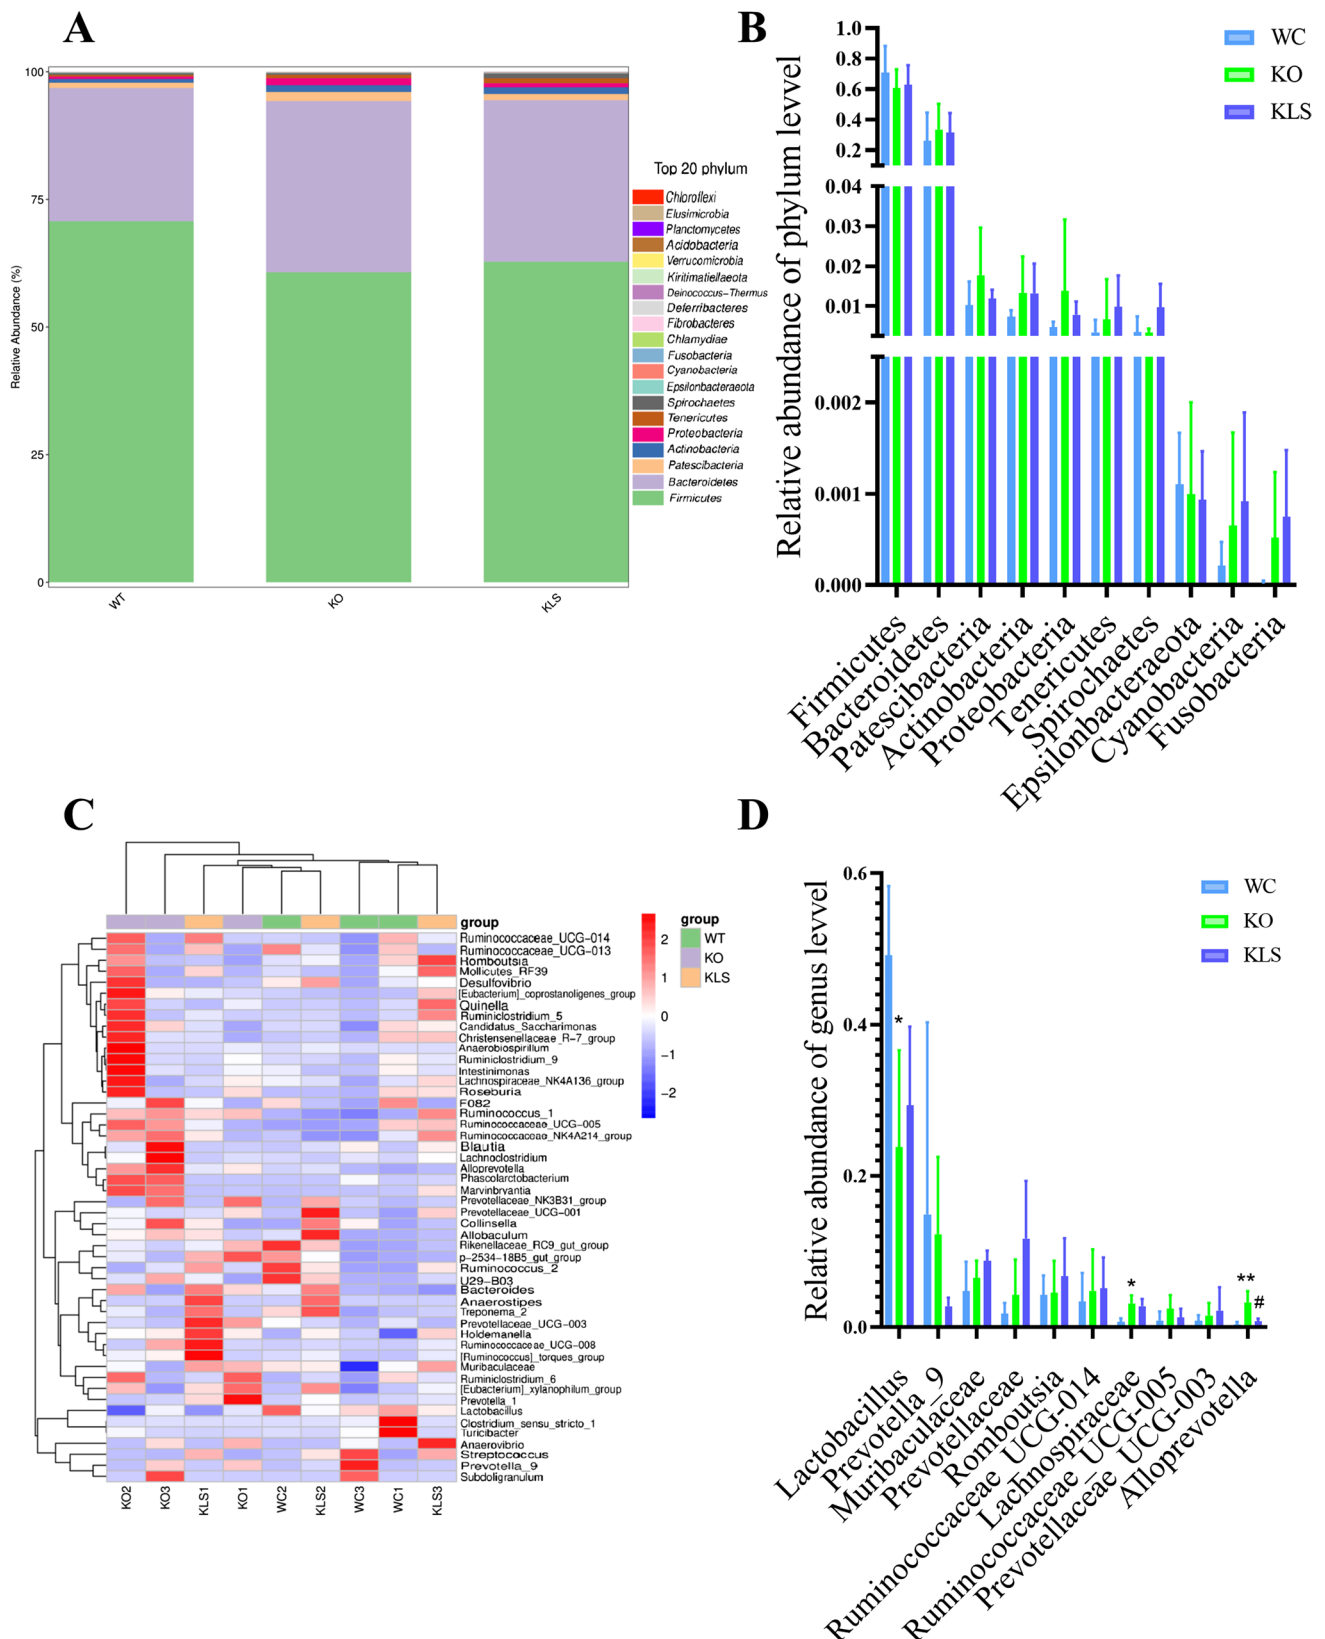 A
100
75
50
25
0
Relative Abundance (%)
WT
KO
KLS
Top 20 phylum
Chloroflexi
Elusimicrobia
Planctomycetes
Acidobacteria
Verrucomicrobia
Kiritimatiellaeota
Deinococcus-Thermus
Deferribacteres
Fibrobacteres
Chlamydiae
Fusobacteria
Cyanobacteria
Epsilonbacteraeota
Spirochaetes
Tenericutes
Proteobacteria
Actinobacteria
Patescibacteria
Bacteroidetes
Firmicutes
B
Relative abundance of phylum levvel
1.0
0.8
0.6
0.4
0.2
0.04
0.03
0.02
0.01
0.002
0.001
0.000
WC
KO
KLS
Firmicutes
Bacteroidetes
Patescibacteria
Actinobacteria
Proteobacteria
Tenericutes
Spirochaetes
Epsilonbacteraeota
Cyanobacteria
Fusobacteria
C
group
Ruminococcaceae_UCG-014
Ruminococcaceae_UCG-013
Romboutsia
Mollicutes_RF39
Desulfovibrio
[Eubacterium]_coprostanoligenes_group
Quinella
Ruminiclostridium_5
Candidatus_Saccharimonas
Christensenellaceae_R-7_group
Anaerobiospirillum
Ruminiclostridium_9
Intestinimonas
Lachnospiraceae_NK4A136_group
Roseburia
F082
Ruminococcus_1
Ruminococcaceae_UCG-005
Ruminococcaceae_NK4A214_group
Blautia
Lachnoclostridium
Alloprevotella
Phascolarctobacterium
Marvinbryantia
Prevotellaceae_NK3B31_group
Prevotellaceae_UCG-001
Collinsella
Allobaculum
Rikenellaceae_RC9_gut_group
p-2534-18B5_gut_group
Ruminococcus_2
U29-B03
Bacteroides
Anaerostipes
Treponema_2
Prevotellaceae_UCG-003
Holdemanella
Ruminococcaceae_UCG-008
[Ruminococcus]_torques_group
Muribaculaceae
Ruminiclostridium_6
[Eubacterium]_xylanophilum_group
Prevotella_1
Lactobacillus
Clostridium_sensu_stricto_1
Turicibacter
Anaerovibrio
Streptococcus
Prevotella_9
Subdoligranulum
KO2
KO3
KLS1
KO1
WC2
KLS2
WC3
WC1
KLS3
2
1
0
-1
-2
group
WT
KO
KLS
D
Relative abundance of genus levvel
0.6
0.4
0.2
0.0
WC
KO
KLS
*
*
**
#
Lactobacillus
Prevotella_9
Muribaculaceae
Prevotellaceae
Romboutsia
Ruminococcaceae_UCG-014
Lachnospiraceae
Ruminococcaceae_UCG-005
Prevotellaceae_UCG-003
Alloprevotella